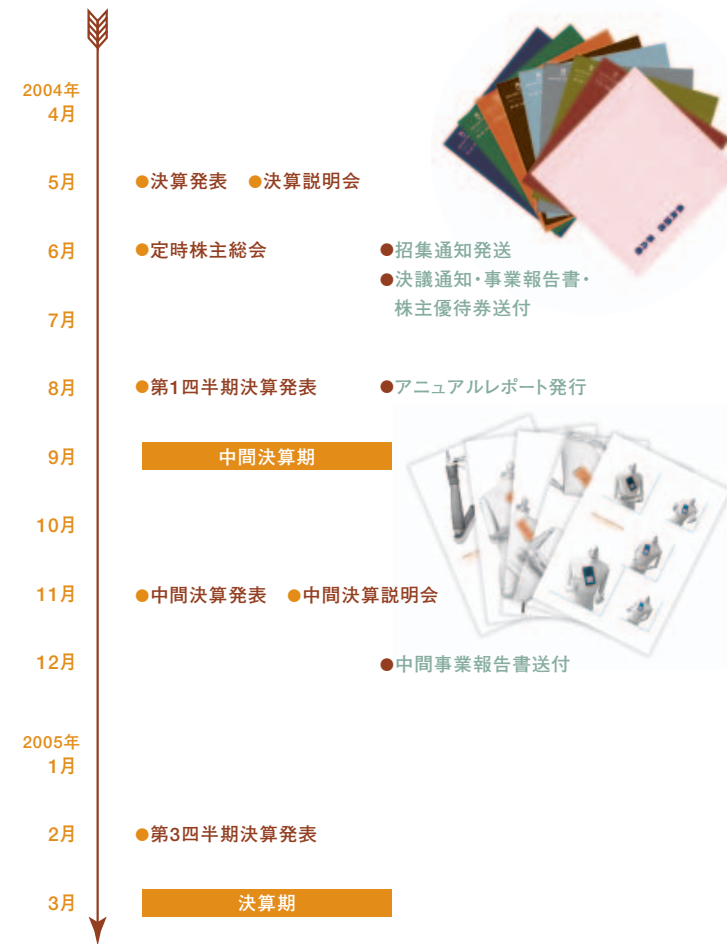 2004年
4月
5月 ●決算発表 ●決算説明会
6月 ●定時株主総会 ●招集通知発送
●決議通知・事業報告書・
株主優待券送付
7月
8月 ●第1四半期決算発表 ●アニュアルレポート発行
9月 中間決算期
10月
11月 ●中間決算発表 ●中間決算説明会
12月 ●中間事業報告書送付
2005年
1月
2月 ●第3四半期決算発表
3月 決算期